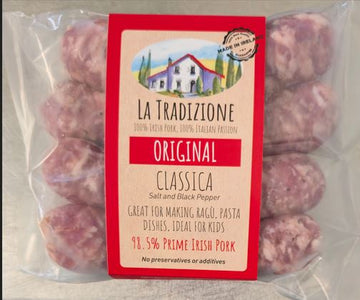 MADE IN IRELAND
LA TRADIZIONE
100% IRISH PORK, 100% ITALIAN PASSION
ORIGINAL
CLASSICA
Salt and Black Pepper
GREAT FOR MAKING RAGÙ, PASTA
DISHES, IDEAL FOR KIDS
98.5% PRIME IRISH PORK
No preservatives or additives